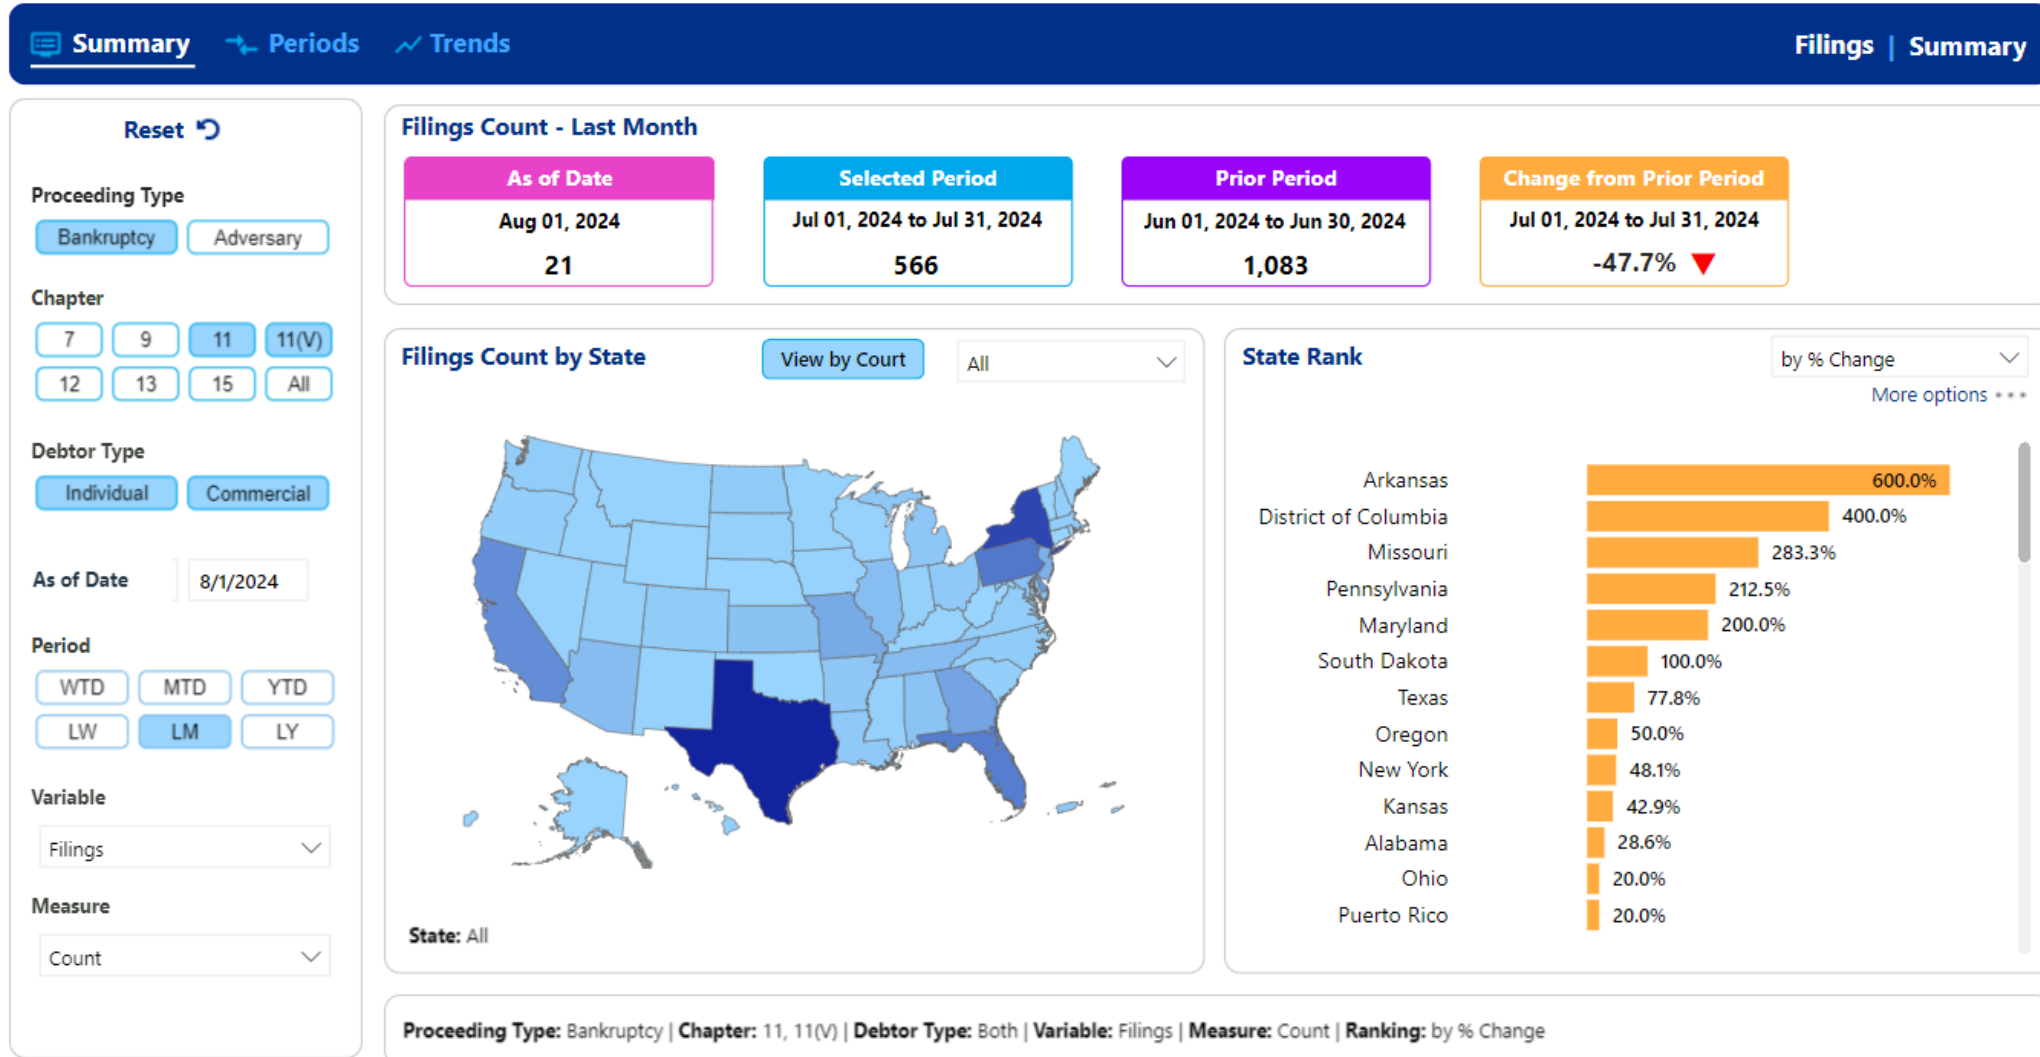 Summary Periods Trends Filings | Summary
Reset
Proceeding Type
Bankruptcy Adversary
Chapter
7 9 11 11(V)
12 13 15 All
Debtor Type
Individual Commercial
As of Date 8/1/2024
Period
WTD MTD YTD
LW LM LY
Variable
Filings
Measure
Count
Filings Count - Last Month
As of Date
Aug 01, 2024
21
Selected Period
Jul 01, 2024 to Jul 31, 2024
566
Prior Period
Jun 01, 2024 to Jun 30, 2024
1,083
Change from Prior Period
Jul 01, 2024 to Jul 31, 2024
-47.7%
Filings Count by State View by Court All
State: All
State Rank by % Change
More options
Arkansas 600.0%
District of Columbia 400.0%
Missouri 283.3%
Pennsylvania 212.5%
Maryland 200.0%
South Dakota 100.0%
Texas 77.8%
Oregon 50.0%
New York 48.1%
Kansas 42.9%
Alabama 28.6%
Ohio 20.0%
Puerto Rico 20.0%
Proceeding Type: Bankruptcy | Chapter: 11, 11(V) | Debtor Type: Both | Variable: Filings | Measure: Count | Ranking: by % Change